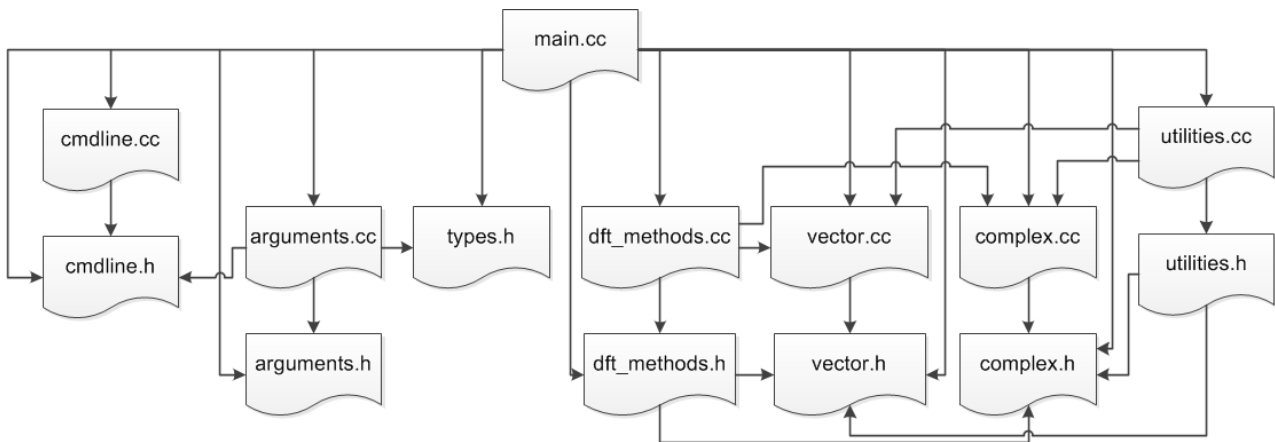 main.cc
cmdline.cc
utilities.cc
arguments.cc
types.h
dft_methods.cc
vector.cc
complex.cc
cmdline.h
utilities.h
arguments.h
dft_methods.h
vector.h
complex.h